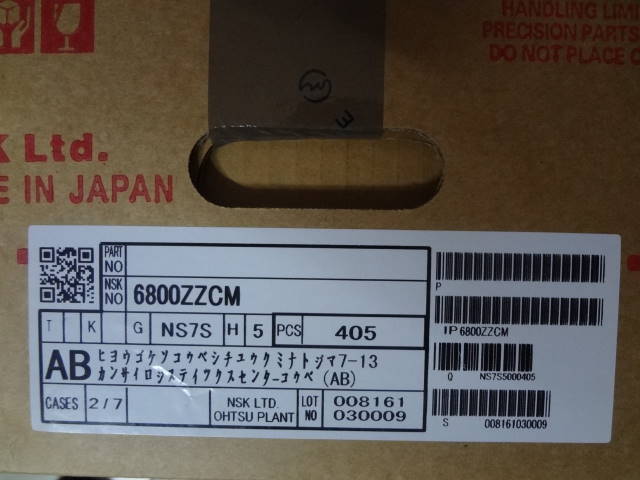 HANDLING LIMI
PRECISION PARTS
DO NOT PLACE O
3
K Ltd.
E IN JAPAN
PART NO
NSK NO 6800ZZCM
T K G NS7S H 5 PCS 405
AB
ヒヨウゴケンコウベシチユウクミナトジマ7-13
カンサイロジステイツクスセンターコウベ (AB)
CASES 2/7 NSK LTD. OHTSU PLANT LOT NO 008161 030009
P
1P 6800ZZCM
Q NS7S5000405
S 008161030009